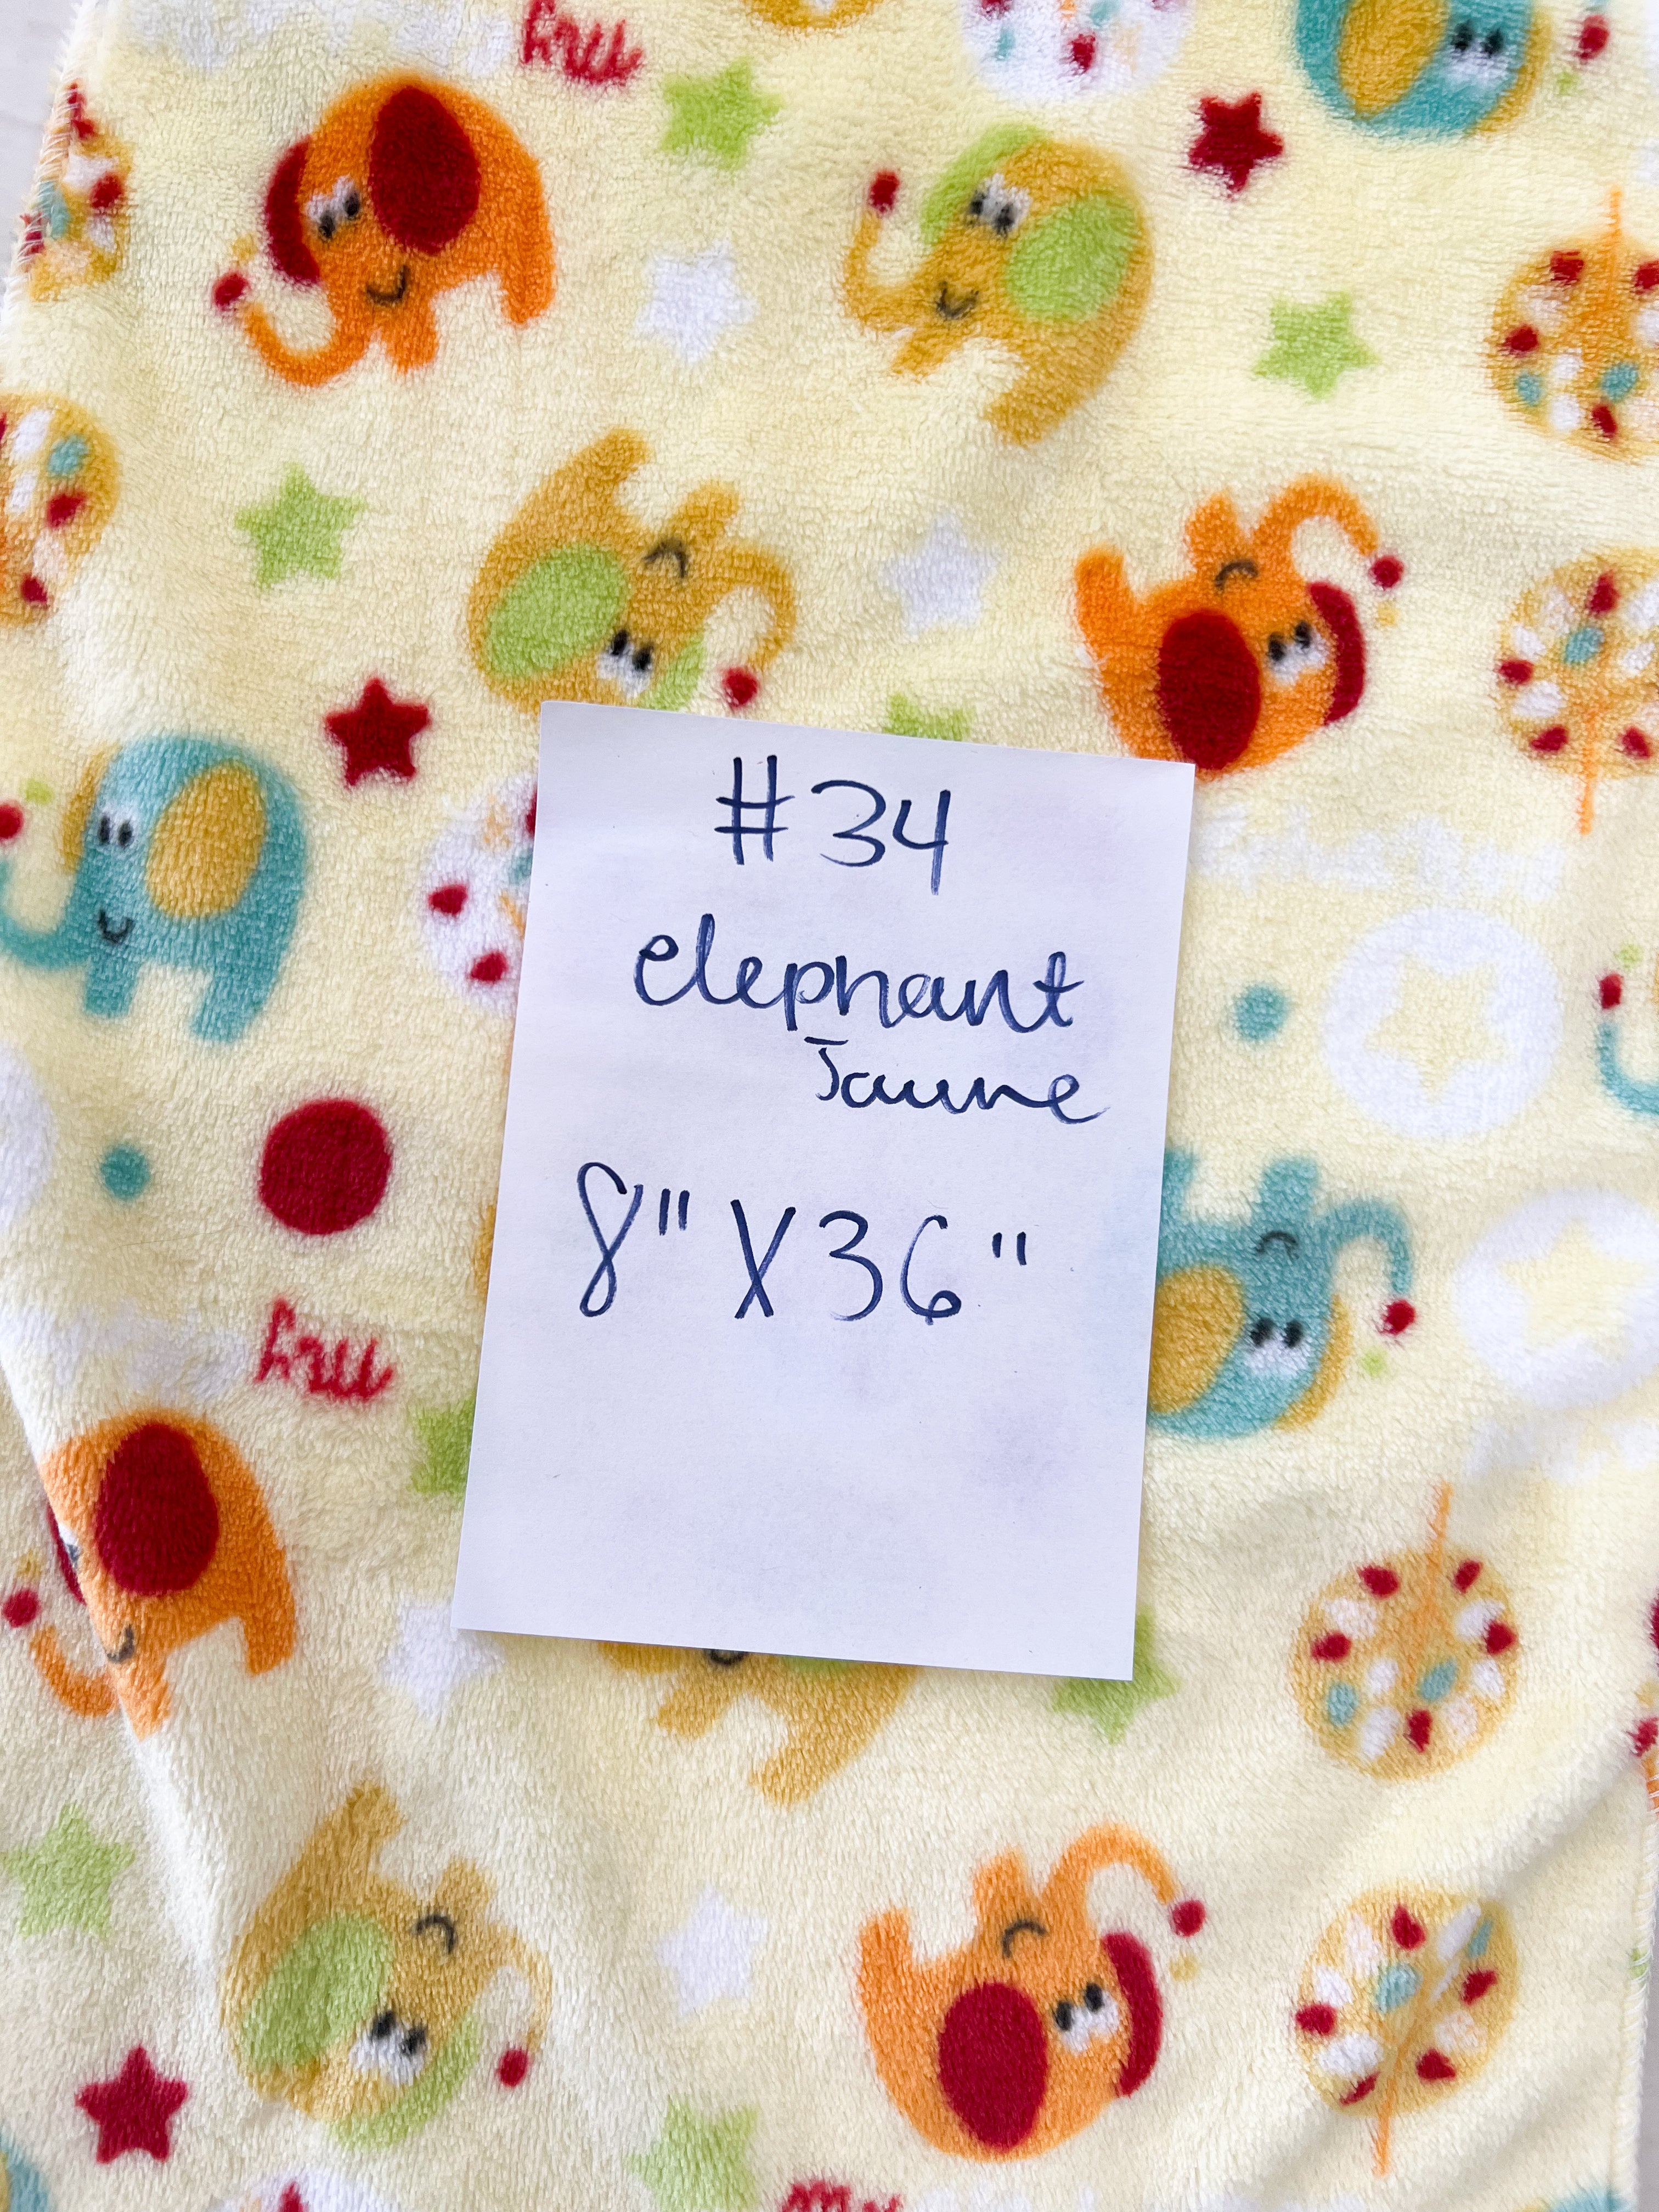 #34
elephant
Jaune
8" X 36"